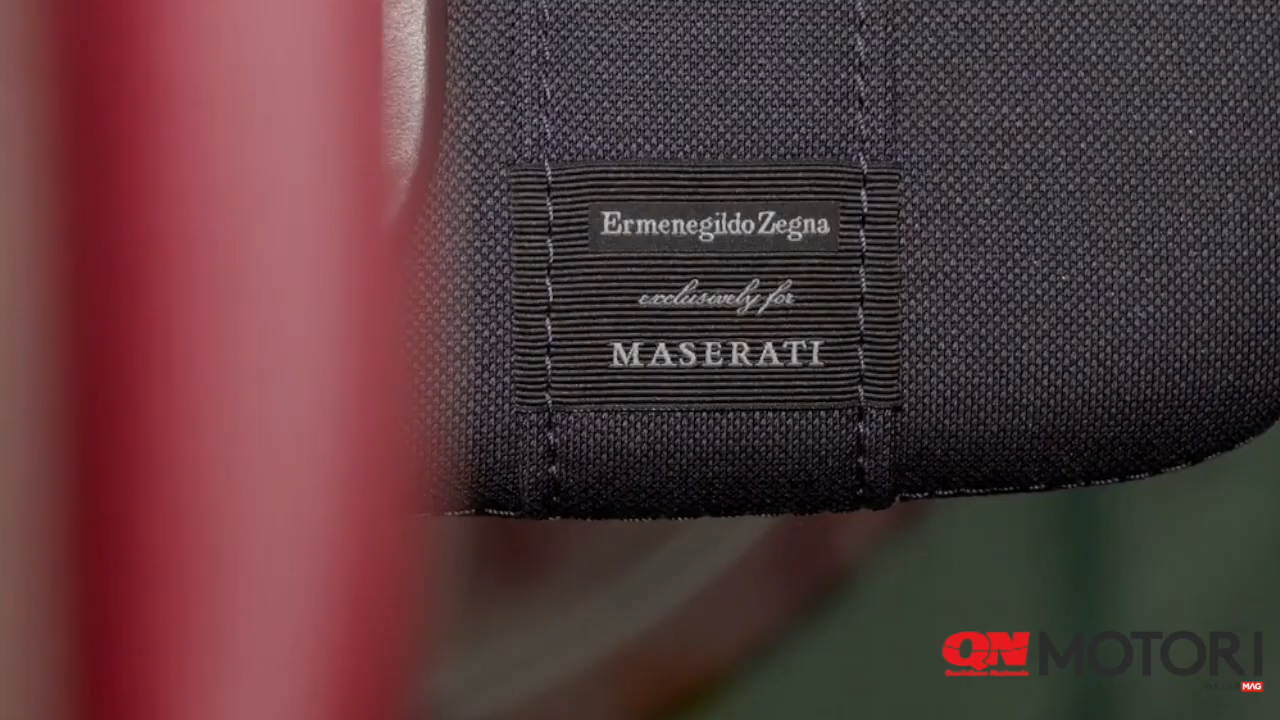 Ermenegildo Zegna
exclusively for
MASERATI
QN MOTORI
MAG